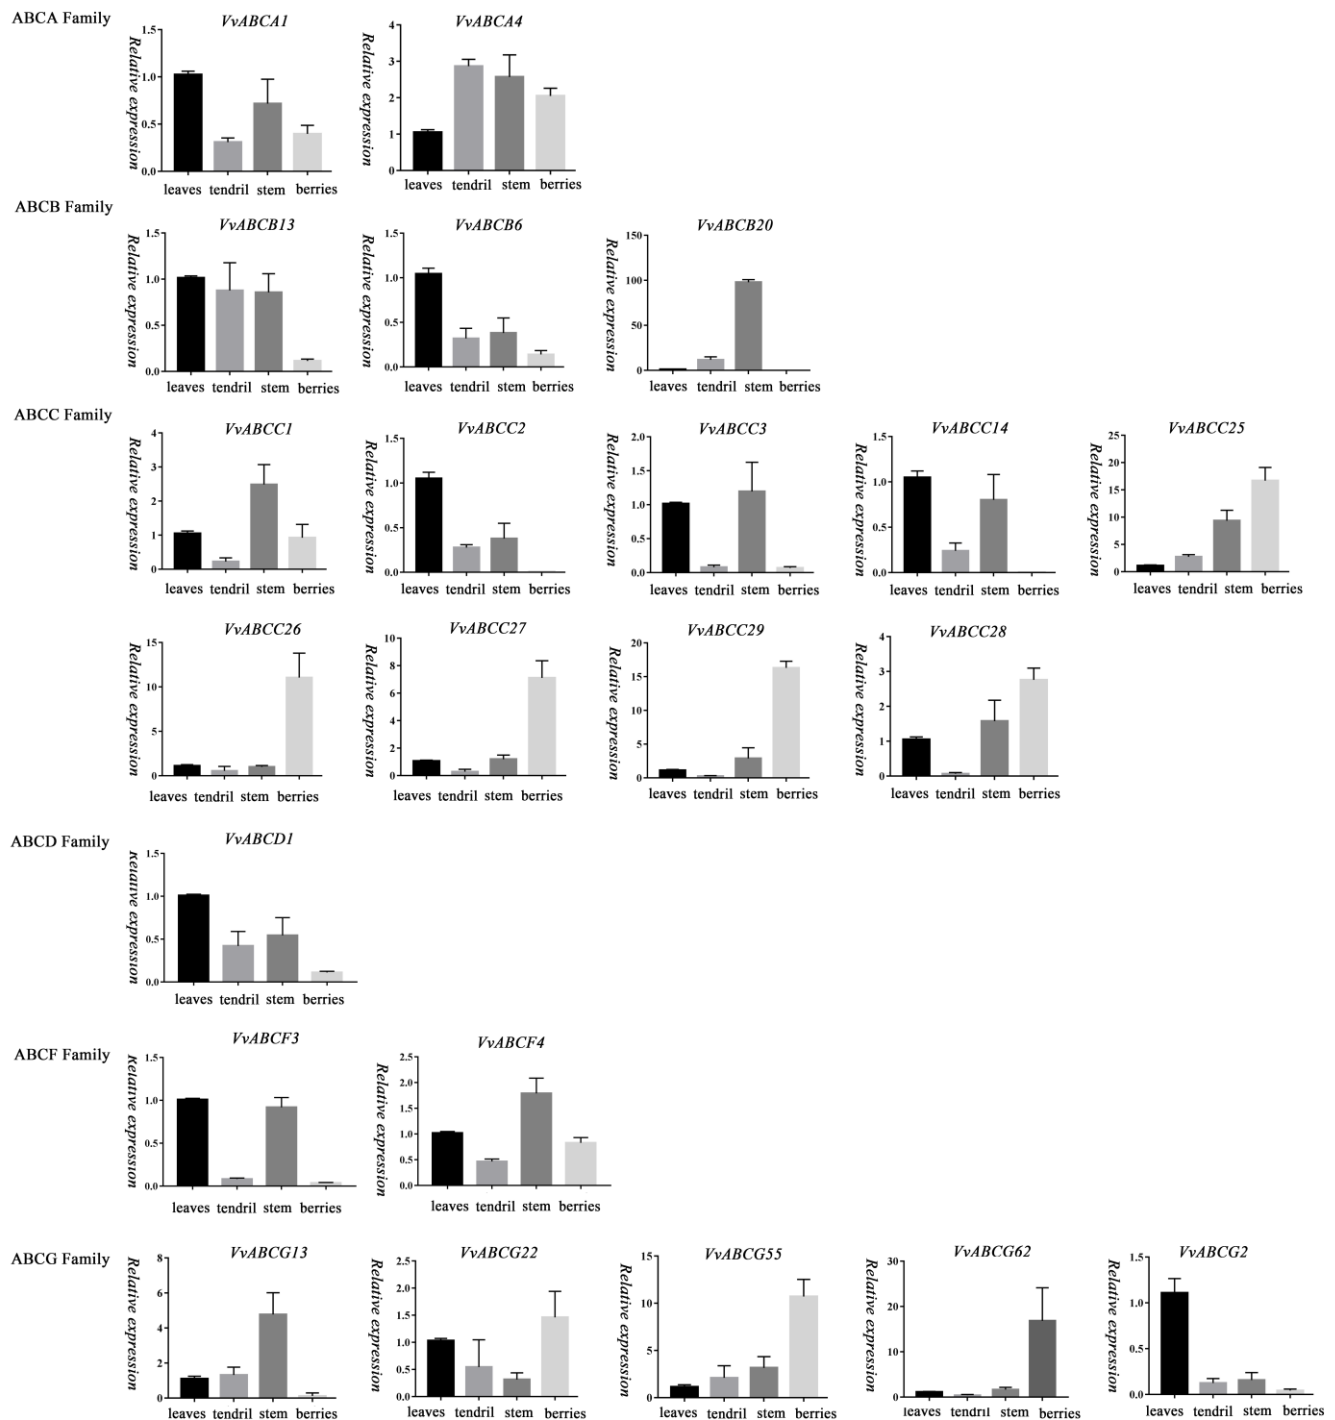 ABCA Family
VvABCA1
Relative expression
1.5
1.0
0.5
0.0
leaves tendril stem berries
VvABCA4
Relative expression
4
3
2
1
0
leaves tendril stem berries
ABCB Family
VvABCB13
Relative expression
1.5
1.0
0.5
0.0
leaves tendril stem berries
VvABCB6
Relative expression
1.5
1.0
0.5
0.0
leaves tendril stem berries
VvABCB20
Relative expression
150
100
50
0
leaves tendril stem berries
ABCC Family
VvABCC1
Relative expression
4
3
2
1
0
leaves tendril stem berries
VvABCC2
Relative expression
1.5
1.0
0.5
0.0
leaves tendril stem berries
VvABCC3
Relative expression
2.0
1.5
1.0
0.5
0.0
leaves tendril stem berries
VvABCC14
Relative expression
1.5
1.0
0.5
0.0
leaves tendril stem berries
VvABCC25
Relative expression
25
20
15
10
5
0
leaves tendril stem berries
VvABCC26
Relative expression
15
10
5
0
leaves tendril stem berries
VvABCC27
Relative expression
10
8
6
4
2
0
leaves tendril stem berries
VvABCC29
Relative expression
20
15
10
5
0
leaves tendril stem berries
VvABCC28
Relative expression
4
3
2
1
0
leaves tendril stem berries
ABCD Family
VvABCD1
Relative expression
1.5
1.0
0.5
0.0
leaves tendril stem berries
ABCF Family
VvABCF3
Relative expression
1.5
1.0
0.5
0.0
leaves tendril stem berries
VvABCF4
Relative expression
2.5
2.0
1.5
1.0
0.5
0.0
leaves tendril stem berries
ABCG Family
VvABCG13
Relative expression
8
6
4
2
0
leaves tendril stem berries
VvABCG22
Relative expression
2.5
2.0
1.5
1.0
0.5
0.0
leaves tendril stem berries
VvABCG55
Relative expression
15
10
5
0
leaves tendril stem berries
VvABCG62
Relative expression
30
20
10
0
leaves tendril stem berries
VvABCG2
Relative expression
1.5
1.0
0.5
0.0
leaves tendril stem berries